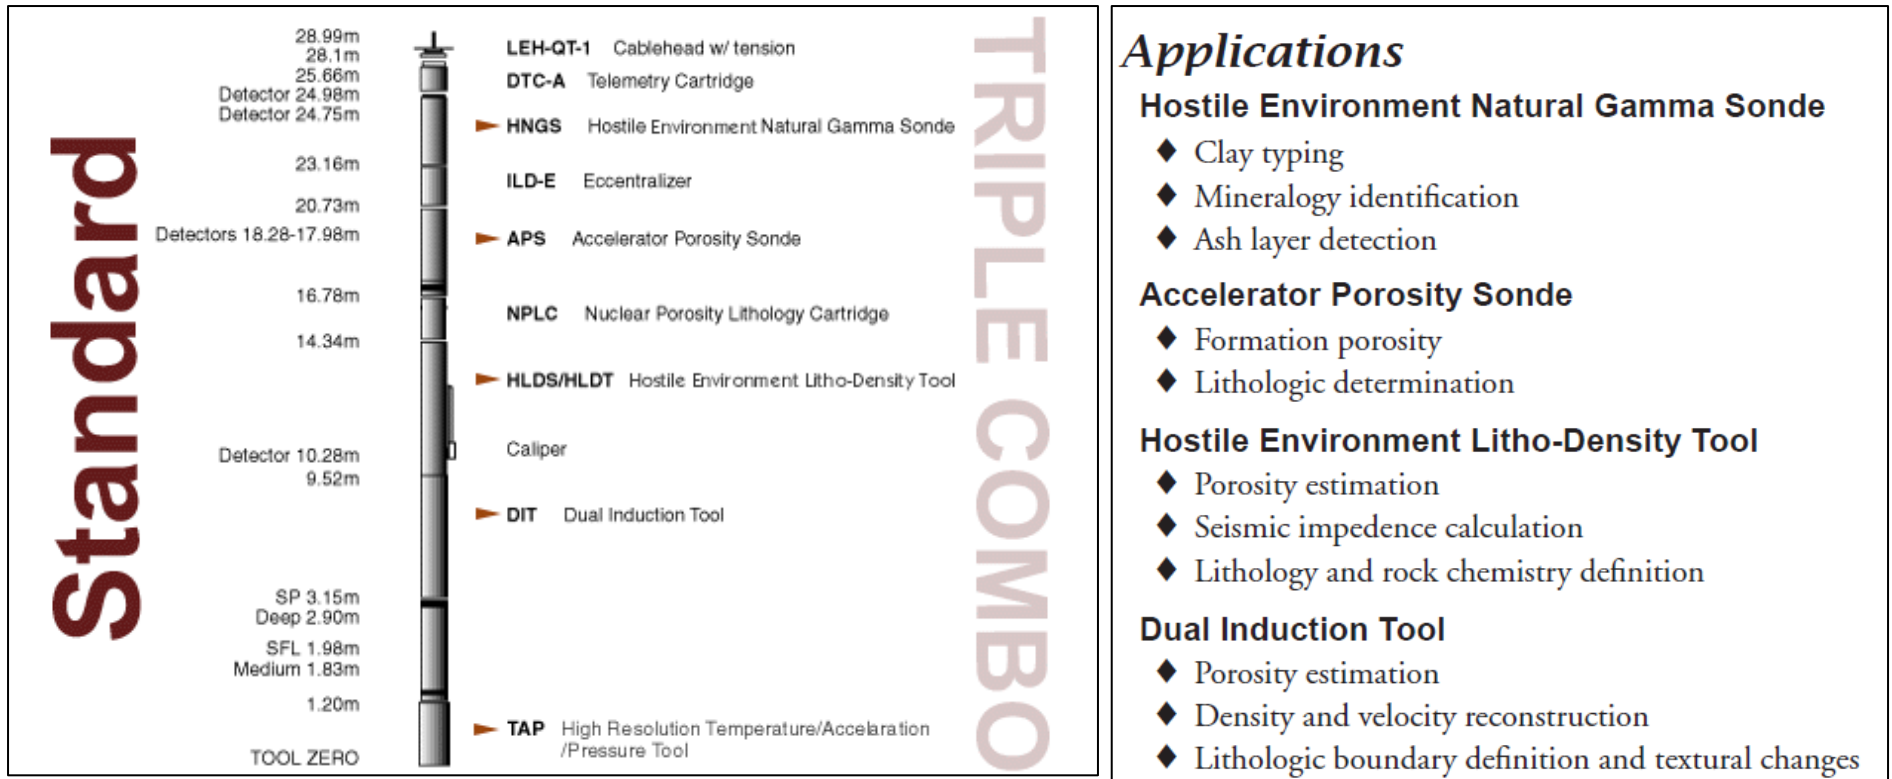 Standard
28.99m
28.1m
25.66m
Detector 24.98m
Detector 24.75m
23.16m
20.73m
Detectors 18.28-17.98m
16.78m
14.34m
Detector 10.28m
9.52m
SP 3.15m
Deep 2.90m
SFL 1.98m
Medium 1.83m
1.20m
TOOL ZERO
LEH-QT-1 Cablehead w/ tension
DTC-A Telemetry Cartridge
HNGS Hostile Environment Natural Gamma Sonde
ILD-E Eccentralizer
APS Accelerator Porosity Sonde
NPLC Nuclear Porosity Lithology Cartridge
HLDS/HLDT Hostile Environment Litho-Density Tool
Caliper
DIT Dual Induction Tool
TAP High Resolution Temperature/Accelaration
/Pressure Tool
TRIPLE COMBO
Applications
Hostile Environment Natural Gamma Sonde
♦ Clay typing
♦ Mineralogy identification
♦ Ash layer detection
Accelerator Porosity Sonde
♦ Formation porosity
♦ Lithologic determination
Hostile Environment Litho-Density Tool
♦ Porosity estimation
♦ Seismic impedence calculation
♦ Lithology and rock chemistry definition
Dual Induction Tool
♦ Porosity estimation
♦ Density and velocity reconstruction
♦ Lithologic boundary definition and textural changes